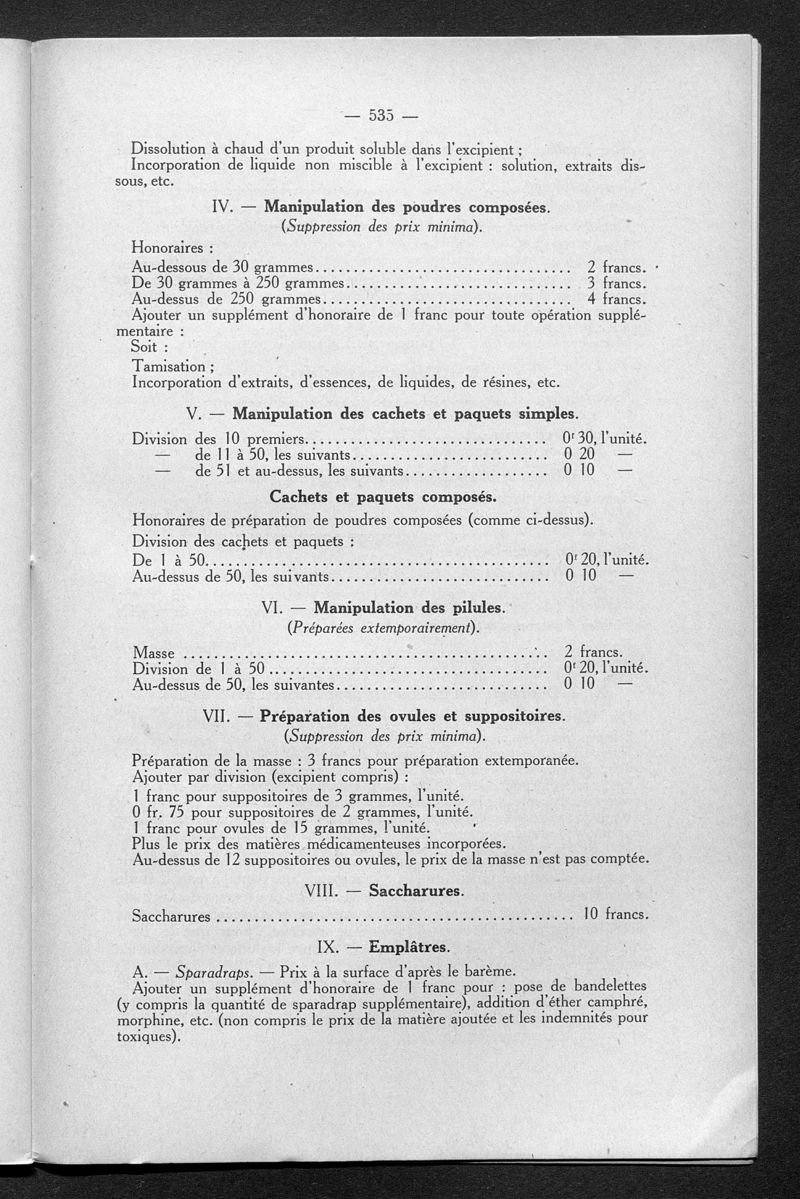 — 535 —
Dissolution à chaud d'un produit soluble dans l'excipient ;
Incorporation de liquide non miscible à l'excipient : solution, extraits dis-
sous, etc.
IV. — Manipulation des poudres composées.
(Suppression des prix minima).
Honoraires :
Au-dessous de 30 grammes.................................. 2 francs.
De 30 grammes à 250 grammes.............................. 3 francs.
Au-dessus de 250 grammes................................. 4 francs.
Ajouter un supplément d'honoraire de 1 franc pour toute opération supplé-
mentaire :
Soit :
Tamisation ;
Incorporation d'extraits, d'essences, de liquides, de résines, etc.
V. — Manipulation des cachets et paquets simples.
Division des 10 premiers................................ 0f 30, l'unité.
— de 11 à 50, les suivants.......................... 0 20 —
— de 51 et au-dessus, les suivants................... 0 10 —
Cachets et paquets composés.
Honoraires de préparation de poudres composées (comme ci-dessus).
Division des cachets et paquets :
De 1 à 50............................................. 0f 20, l'unité.
Au-dessus de 50, les suivants............................. 0 10 —
VI. — Manipulation des pilules.
(Préparées extemporairement).
Masse ................................................ 2 francs.
Division de 1 à 50 ..................................... 0f 20, l'unité.
Au-dessus de 50, les suivantes............................ 0 10 —
VII. — Préparation des ovules et suppositoires.
(Suppression des prix minima).
Préparation de la masse : 3 francs pour préparation extemporanée.
Ajouter par division (excipient compris) :
1 franc pour suppositoires de 3 grammes, l'unité.
0 fr. 75 pour suppositoires de 2 grammes, l'unité.
1 franc pour ovules de 15 grammes, l'unité.
Plus le prix des matières médicamenteuses incorporées.
Au-dessus de 12 suppositoires ou ovules, le prix de la masse n'est pas comptée.
VIII. — Saccharures.
Saccharures ............................................... 10 francs.
IX. — Emplâtres.
A. — Sparadraps. — Prix à la surface d'après le barème.
Ajouter un supplément d'honoraire de 1 franc pour : pose de bandelettes
(y compris la quantité de sparadrap supplémentaire), addition d'éther camphré,
morphine, etc. (non compris le prix de la matière ajoutée et les indemnités pour
toxiques).